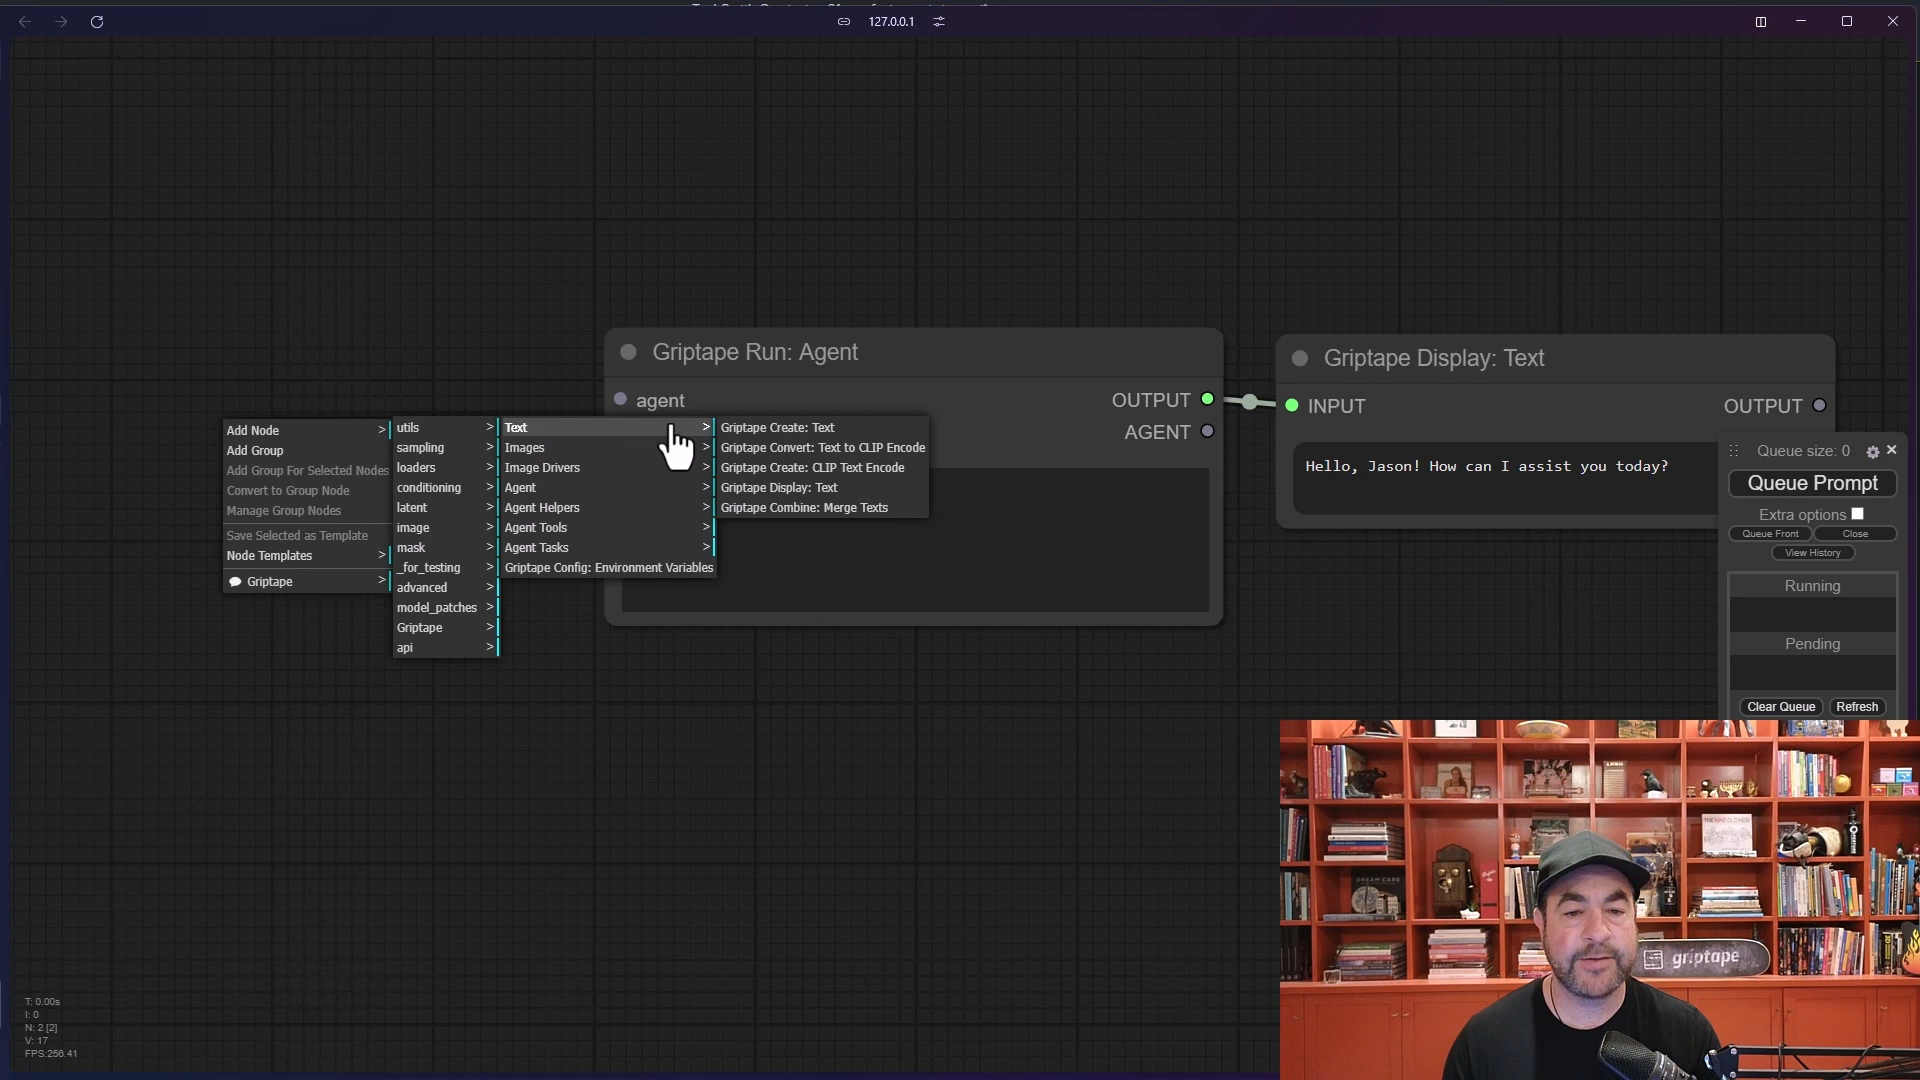 127.0.0.1
Griptape Run: Agent
agent
OUTPUT
AGENT
Griptape Display: Text
INPUT
OUTPUT
Hello, Jason! How can I assist you today?
Add Node >
Add Group
Add Group For Selected Nodes
Convert to Group Node
Manage Group Nodes
Save Selected as Template
Node Templates >
Griptape >
utils >
sampling >
loaders >
conditioning >
latent >
image >
mask >
_for_testing >
advanced >
model_patches >
Griptape >
api >
Text >
Images >
Image Drivers >
Agent >
Agent Helpers >
Agent Tools >
Agent Tasks >
Griptape Config: Environment Variables
Griptape Create: Text
Griptape Convert: Text to CLIP Encode
Griptape Create: CLIP Text Encode
Griptape Display: Text
Griptape Combine: Merge Texts
Queue size: 0
Queue Prompt
Extra options
Queue Front Close
View History
Running
Pending
Clear Queue Refresh
T: 0.00s
I: 0
N: 2 [2]
V: 17
FPS:256.41
DREAM CARS
griptape